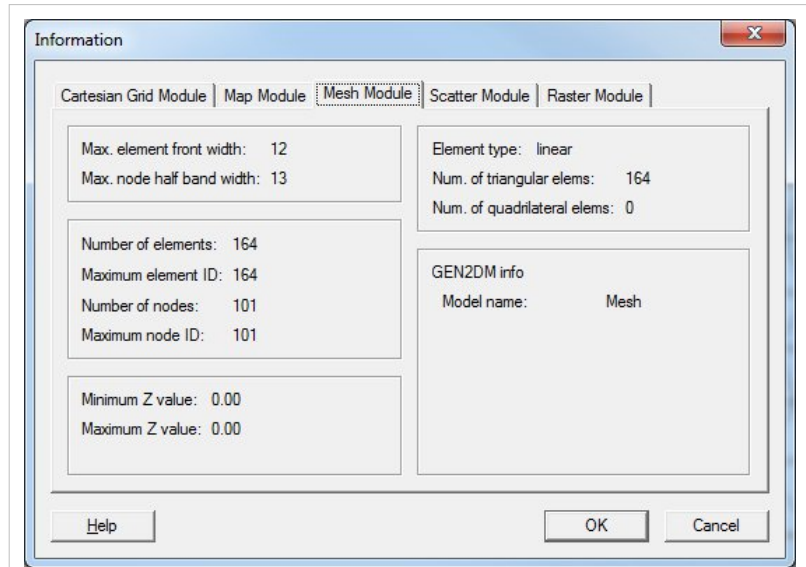 Information
Cartesian Grid Module Map Module Mesh Module Scatter Module Raster Module
Max. element front width: 12
Max. node half band width: 13
Number of elements: 164
Maximum element ID: 164
Number of nodes: 101
Maximum node ID: 101
Minimum Z value: 0.00
Maximum Z value: 0.00
Element type: linear
Num. of triangular elems: 164
Num. of quadrilateral elems: 0
GEN2DM info
Model name: Mesh
Help OK Cancel